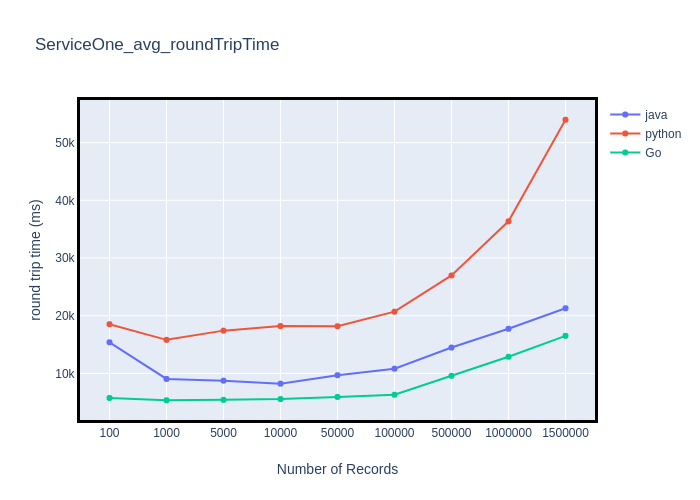 ServiceOne_avg_roundTripTime
java
python
Go
round trip time (ms)
50k
40k
30k
20k
10k
100 1000 5000 10000 50000 100000 500000 1000000 1500000
Number of Records